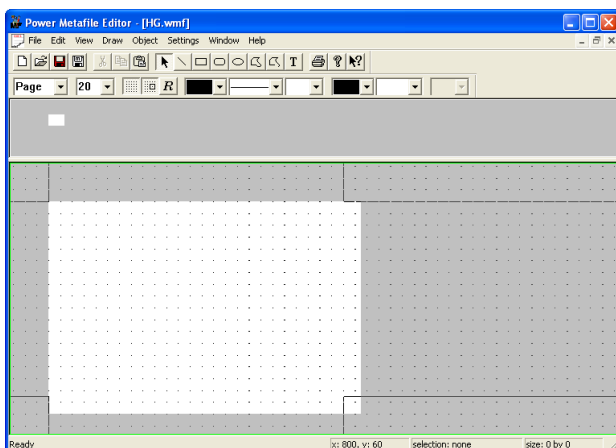 Power Metafile Editor - [HG.wmf]
File Edit View Draw Object Settings Window Help
T ?
Page 20 R
Ready x: 800, y: 60 selection: none size: 0 by 0